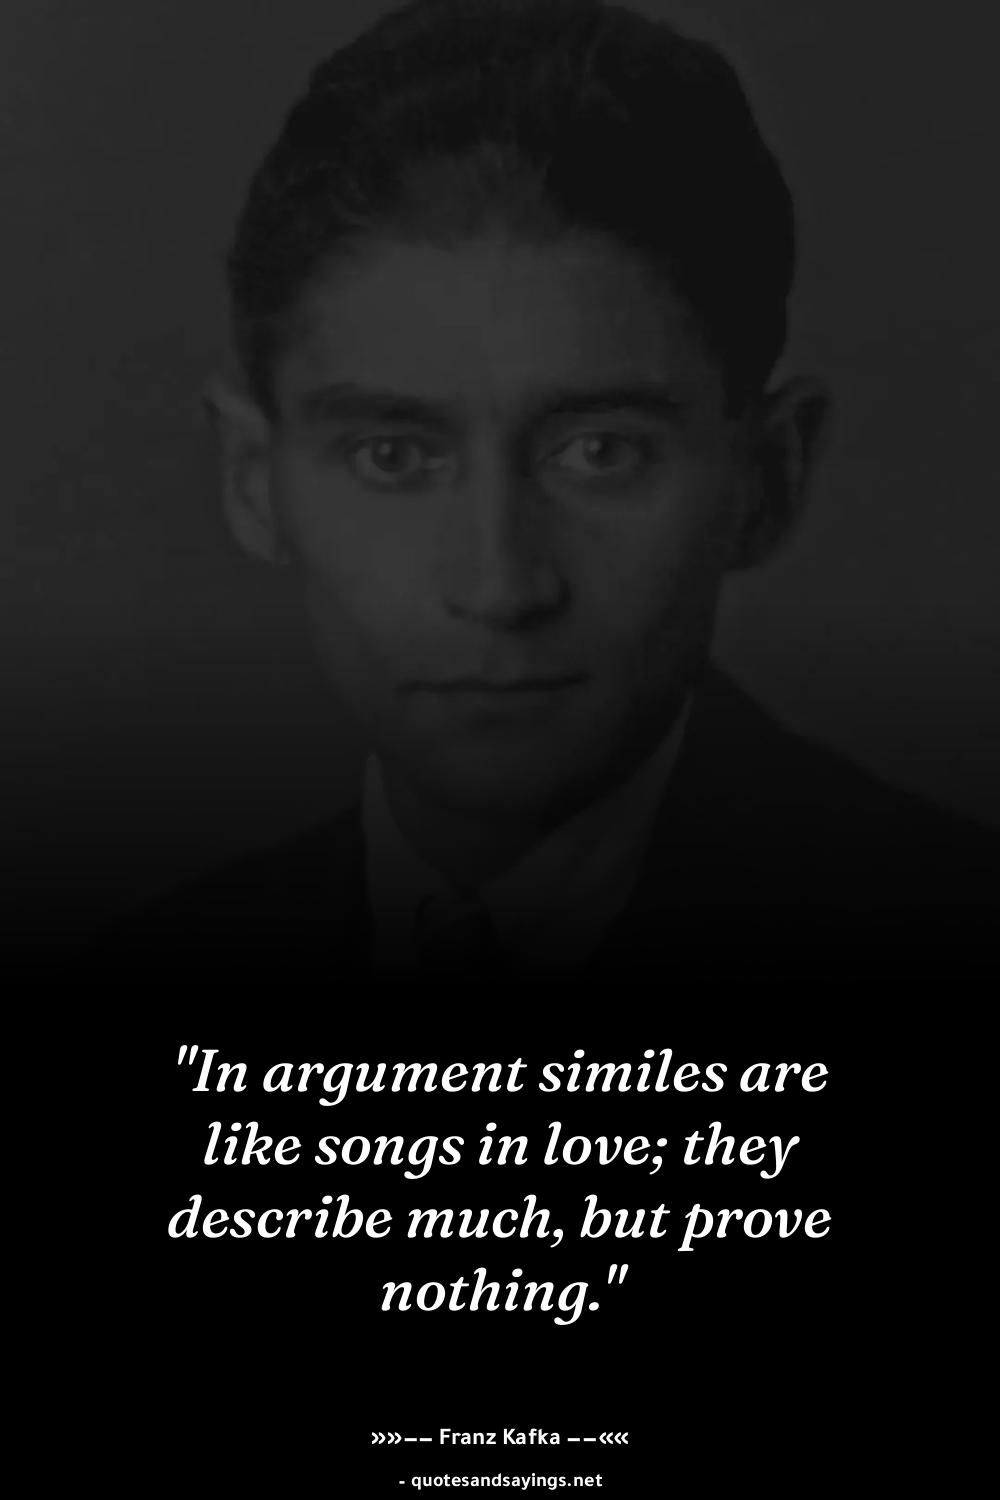 "In argument similes are
like songs in love; they
describe much, but prove
nothing."
»»–– Franz Kafka ––««
- quotesandsayings.net